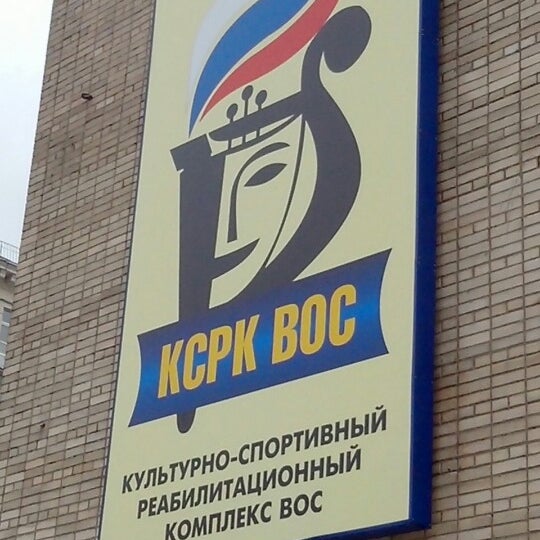 КСРК ВОС
КУЛЬТУРНО-СПОРТИВНЫЙ
РЕАБИЛИТАЦИОННЫЙ
КОМПЛЕКС ВОС